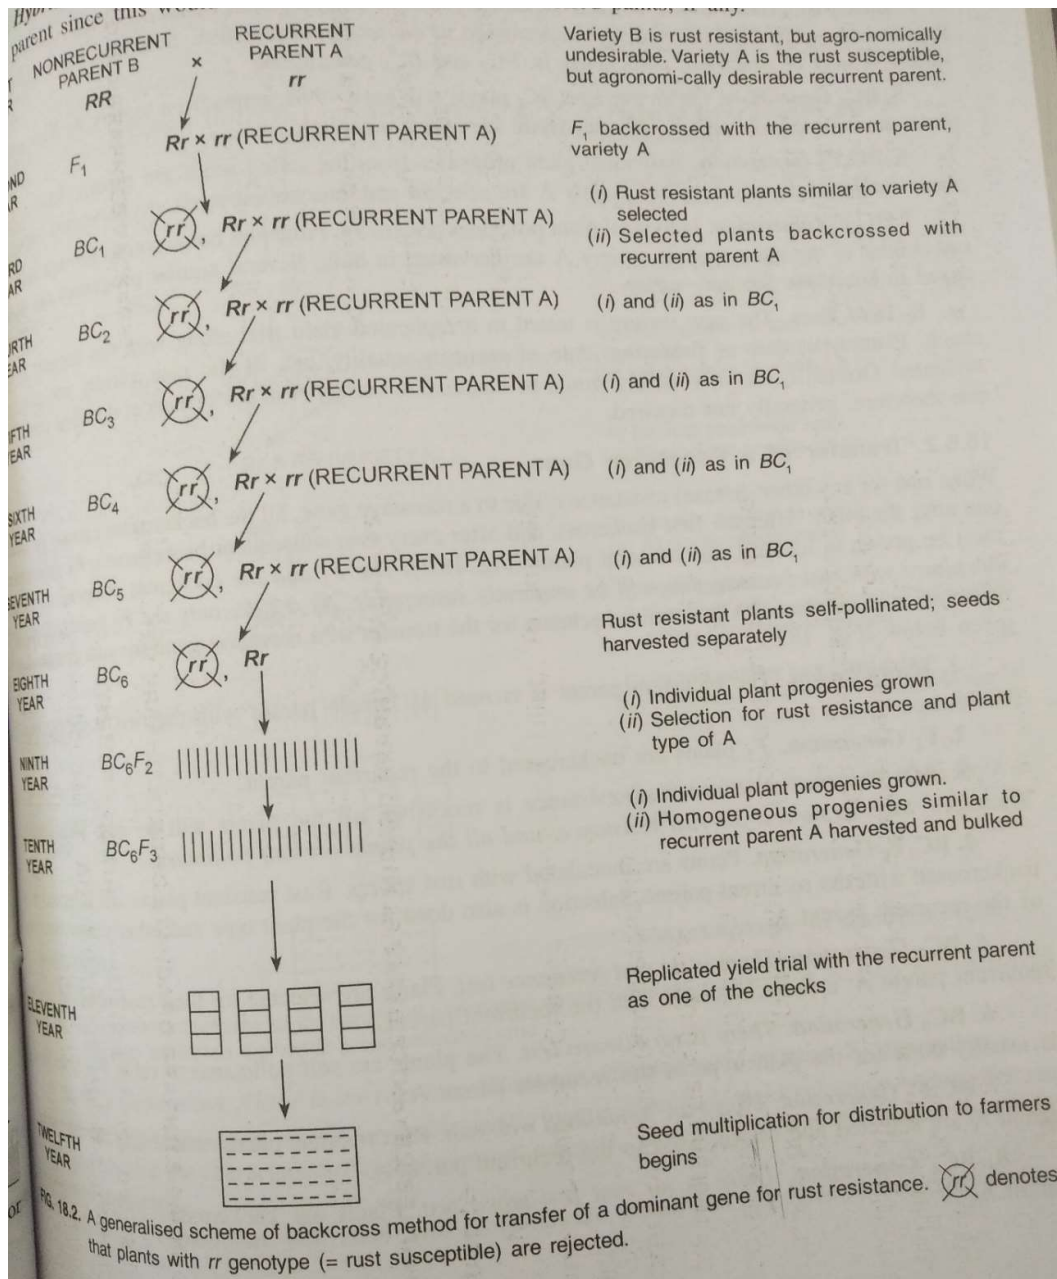 parent since this
NONRECURRENT
PARENT B
RR
×
RECURRENT
PARENT A
rr
Variety B is rust resistant, but agro-nomically
undesirable. Variety A is the rust susceptible,
but agronomi-cally desirable recurrent parent.
F₁
Rr × rr (RECURRENT PARENT A)
F₁ backcrossed with the recurrent parent,
variety A
BC₁
rr, Rr × rr (RECURRENT PARENT A)
(i) Rust resistant plants similar to variety A
selected
(ii) Selected plants backcrossed with
recurrent parent A
BC₂
rr, Rr × rr (RECURRENT PARENT A)
(i) and (ii) as in BC₁
BC₃
rr, Rr × rr (RECURRENT PARENT A)
(i) and (ii) as in BC₁
BC₄
rr, Rr × rr (RECURRENT PARENT A)
(i) and (ii) as in BC₁
SIXTH
YEAR
BC₅
rr, Rr × rr (RECURRENT PARENT A)
(i) and (ii) as in BC₁
EVENTH
YEAR
Rust resistant plants self-pollinated; seeds
harvested separately
EIGHTH
YEAR
BC₆
rr, Rr
(i) Individual plant progenies grown
(ii) Selection for rust resistance and plant
type of A
NINTH
YEAR
BC₆F₂
(i) Individual plant progenies grown.
(ii) Homogeneous progenies similar to
recurrent parent A harvested and bulked
TENTH
YEAR
BC₆F₃
ELEVENTH
YEAR
Replicated yield trial with the recurrent parent
as one of the checks
TWELFTH
YEAR
Seed multiplication for distribution to farmers
begins
FIG. 18.2. A generalised scheme of backcross method for transfer of a dominant gene for rust resistance. rr denotes
that plants with rr genotype (= rust susceptible) are rejected.